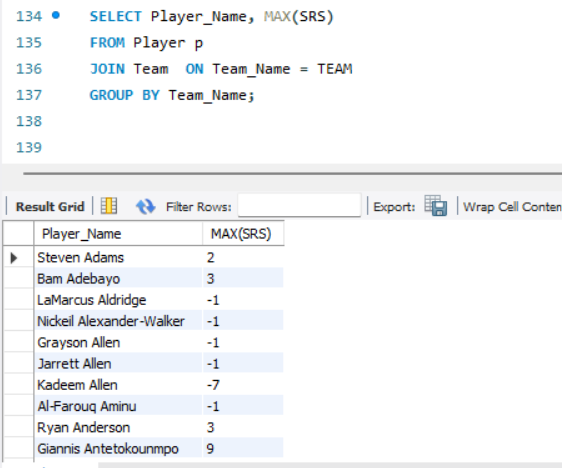 134 SELECT Player_Name, MAX(SRS)
135 FROM Player p
136 JOIN Team  ON Team_Name = TEAM
137 GROUP BY Team_Name;
138
139
Result Grid Filter Rows: Export: Wrap Cell Conten
Player_Name MAX(SRS)
Steven Adams 2
Bam Adebayo 3
LaMarcus Aldridge -1
Nickeil Alexander-Walker -1
Grayson Allen -1
Jarrett Allen -1
Kadeem Allen -7
Al-Farouq Aminu -1
Ryan Anderson 3
Giannis Antetokounmpo 9